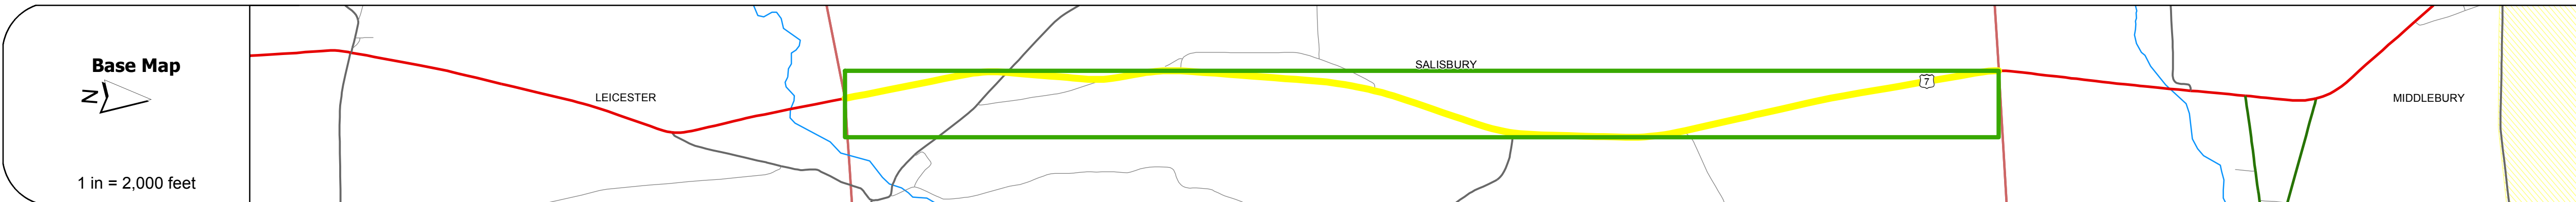 Base Map
N
1 in = 2,000 feet
LEICESTER
SALISBURY
7
MIDDLEBURY